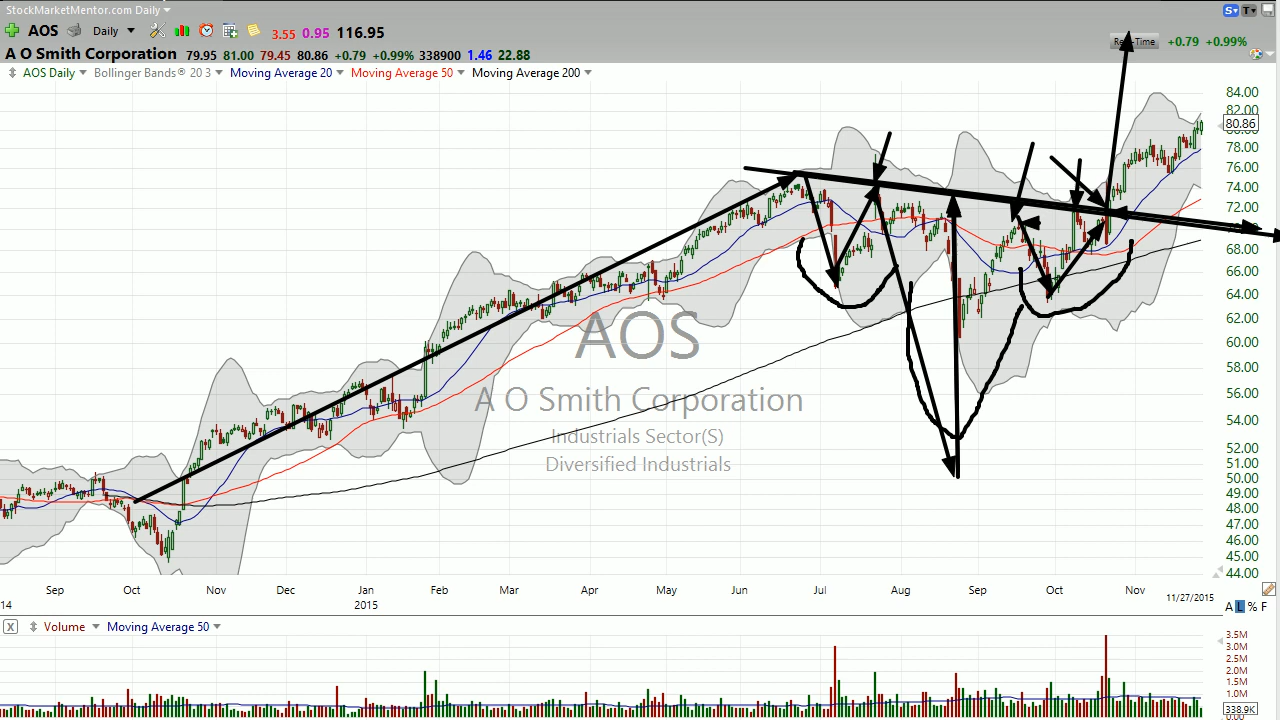 StockMarketMentor.com Daily
AOS Daily 3.55 0.95 116.95
A O Smith Corporation 79.95 81.00 79.45 80.86 +0.79 +0.99% 338900 1.46 22.88
+0.79 +0.99%
AOS Daily Bollinger Bands® 20 3 Moving Average 20 Moving Average 50 Moving Average 200
84.00
82.00
80.86
78.00
76.00
74.00
72.00
70.00
68.00
66.00
64.00
62.00
60.00
58.00
56.00
54.00
52.00
51.00
50.00
49.00
48.00
47.00
46.00
45.00
44.00
AOS
A O Smith Corporation
Industrials Sector(S)
Diversified Industrials
Sep Oct Nov Dec Jan Feb Mar Apr May Jun Jul Aug Sep Oct Nov
14 2015 11/27/2015
A L % F
X Volume Moving Average 50
3.5M
3.0M
2.5M
2.0M
1.5M
1.0M
338.9K
0.00